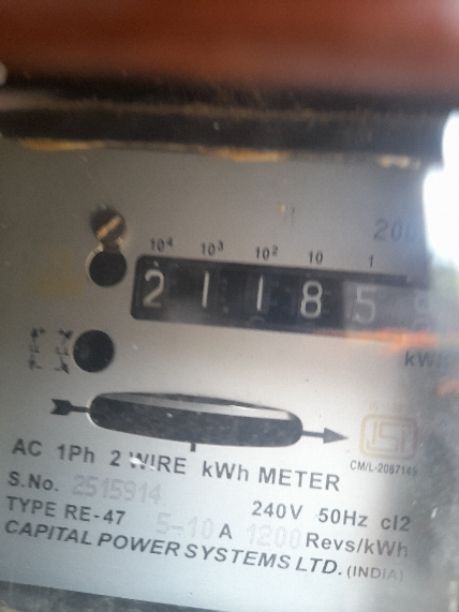 200
10⁴ 10³ 10² 10 1
2 1 1 8 5
kWh
ISI
CM/L-2067145
AC 1Ph 2 WIRE kWh METER
S.No. 2515914
240V 50Hz cl2
TYPE RE-47 5-10 A 1200 Revs/kWh
CAPITAL POWER SYSTEMS LTD. (INDIA)